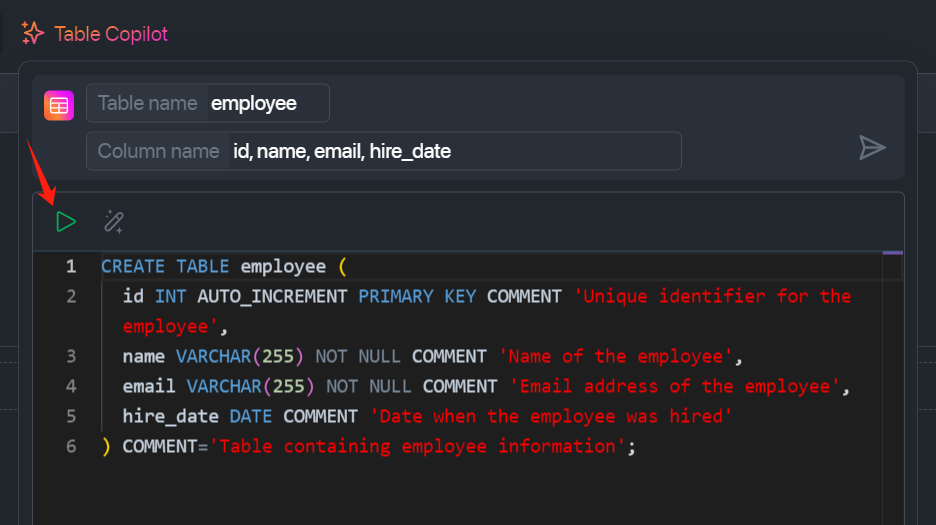 Table Copilot
Table name employee
Column name id, name, email, hire_date
1 CREATE TABLE employee (
2 id INT AUTO_INCREMENT PRIMARY KEY COMMENT 'Unique identifier for the
employee',
3 name VARCHAR(255) NOT NULL COMMENT 'Name of the employee',
4 email VARCHAR(255) NOT NULL COMMENT 'Email address of the employee',
5 hire_date DATE COMMENT 'Date when the employee was hired'
6 ) COMMENT='Table containing employee information';